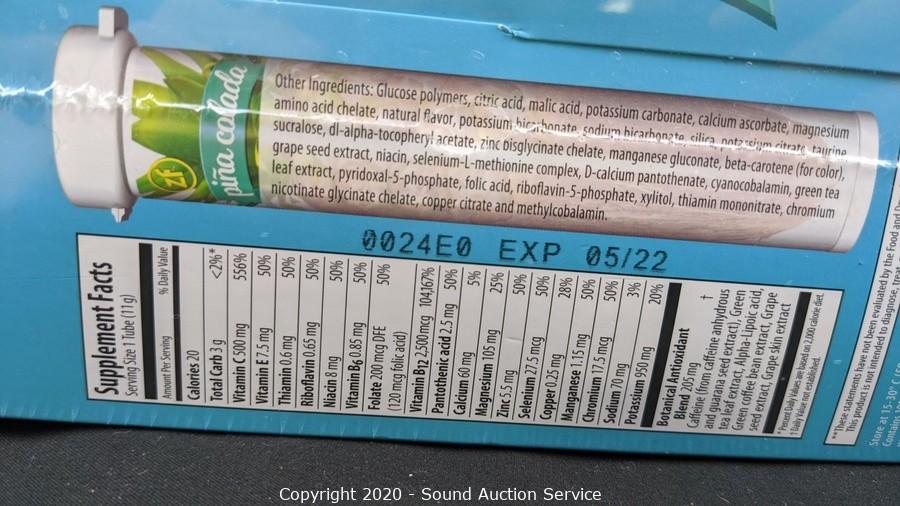 piña colada
zf
Other Ingredients: Glucose polymers, citric acid, malic acid, potassium carbonate, calcium ascorbate, magnesium
amino acid chelate, natural flavor, potassium bicarbonate, sodium bicarbonate, silica, potassium citrate, taurine,
sucralose, dl-alpha-tocopheryl acetate, zinc bisglycinate chelate, manganese gluconate, beta-carotene (for color),
grape seed extract, niacin, selenium-L-methionine complex, D-calcium pantothenate, cyanocobalamin, green tea
leaf extract, pyridoxal-5-phosphate, folic acid, riboflavin-5-phosphate, xylitol, thiamin mononitrate, chromium
nicotinate glycinate chelate, copper citrate and methylcobalamin.
0024E0 EXP 05/22
Supplement Facts
Serving Size 1 Tube (11g)
Amount Per Serving % Daily Value
Calories 20
Total Carb 3 g <2%*
Vitamin C 500 mg 556%
Vitamin E 7.5 mg 50%
Thiamin 0.6 mg 50%
Riboflavin 0.65 mg 50%
Niacin 8 mg 50%
Vitamin B6 0.85 mg 50%
Folate 200 mcg DFE 50%
(120 mcg folic acid)
Vitamin B12 2,500 mcg 104,167%
Pantothenic acid 2.5 mg 50%
Calcium 60 mg 5%
Magnesium 105 mg 25%
Zinc 5.5 mg 50%
Selenium 27.5 mcg 50%
Copper 0.25 mg 28%
Manganese 1.15 mg 50%
Chromium 17.5 mcg 50%
Sodium 70 mg 3%
Potassium 950 mg 20%
Botanical Antioxidant
Blend 205 mg †
Caffeine (from caffeine anhydrous
and guarana seed extract), Green
tea leaf extract, Alpha-Lipoic acid,
Green coffee bean extract, Grape
seed extract, Grape skin extract
* Percent Daily Values are based on 2,000 calorie diet.
† Daily Value not established.
**These statements have not been evaluated by the Food and
This product is not intended to diagnose, treat,
Store at 15-30° C
Contains
Copyright 2020 - Sound Auction Service